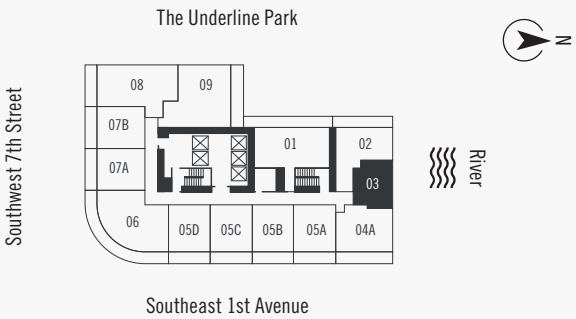 The Underline Park
N
Southwest 7th Street
08
09
07B
01
02
River
07A
03
06
05D
05C
05B
05A
04A
Southeast 1st Avenue